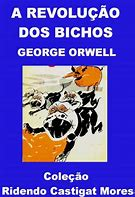 A REVOLUÇÃO
DOS BICHOS
GEORGE ORWELL
Coleção
Ridendo Castigat Mores